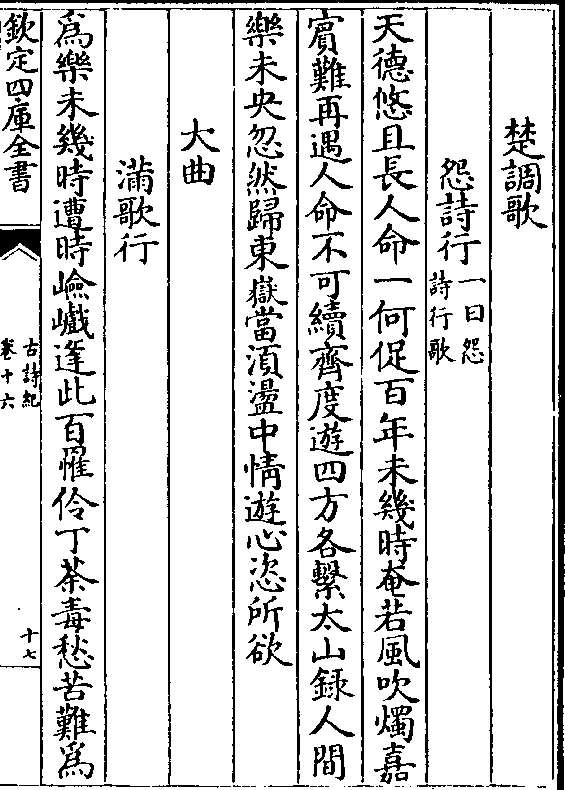 楚調歌
怨詩行一曰怨
詩行歌
天德悠且長人命一何促百年未幾時奄若風吹燭嘉
賔難再遇人命不可續齊度遊四方各繫太山録人間
樂未央忽然歸東嶽當湏盪中情遊心恣所欲
大曲
滿歌行
為樂未幾時遭時嶮巇逢此百罹伶丁荼毒愁苦難為
欽定四庫全書
古詩紀
卷十六
十七